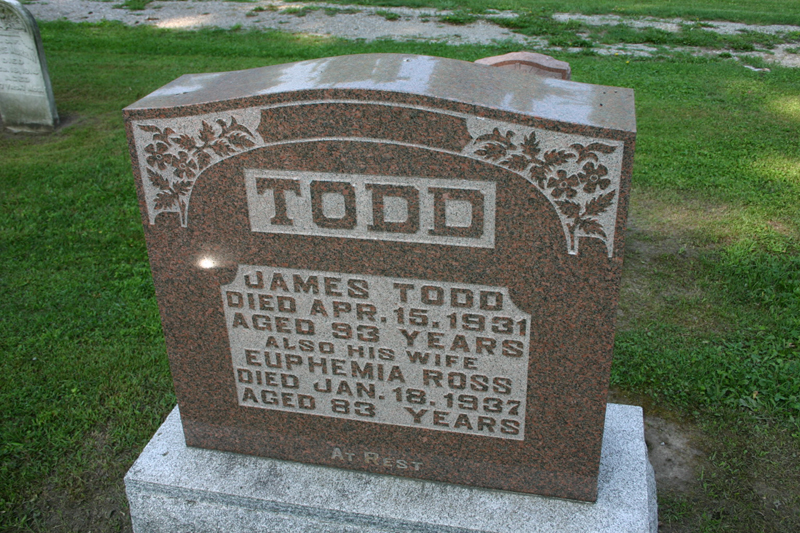 TODD
JAMES TODD
DIED APR. 15. 1931
AGED 93 YEARS
ALSO HIS WIFE
EUPHEMIA ROSS
DIED JAN. 18. 1937
AGED 83 YEARS
AT REST